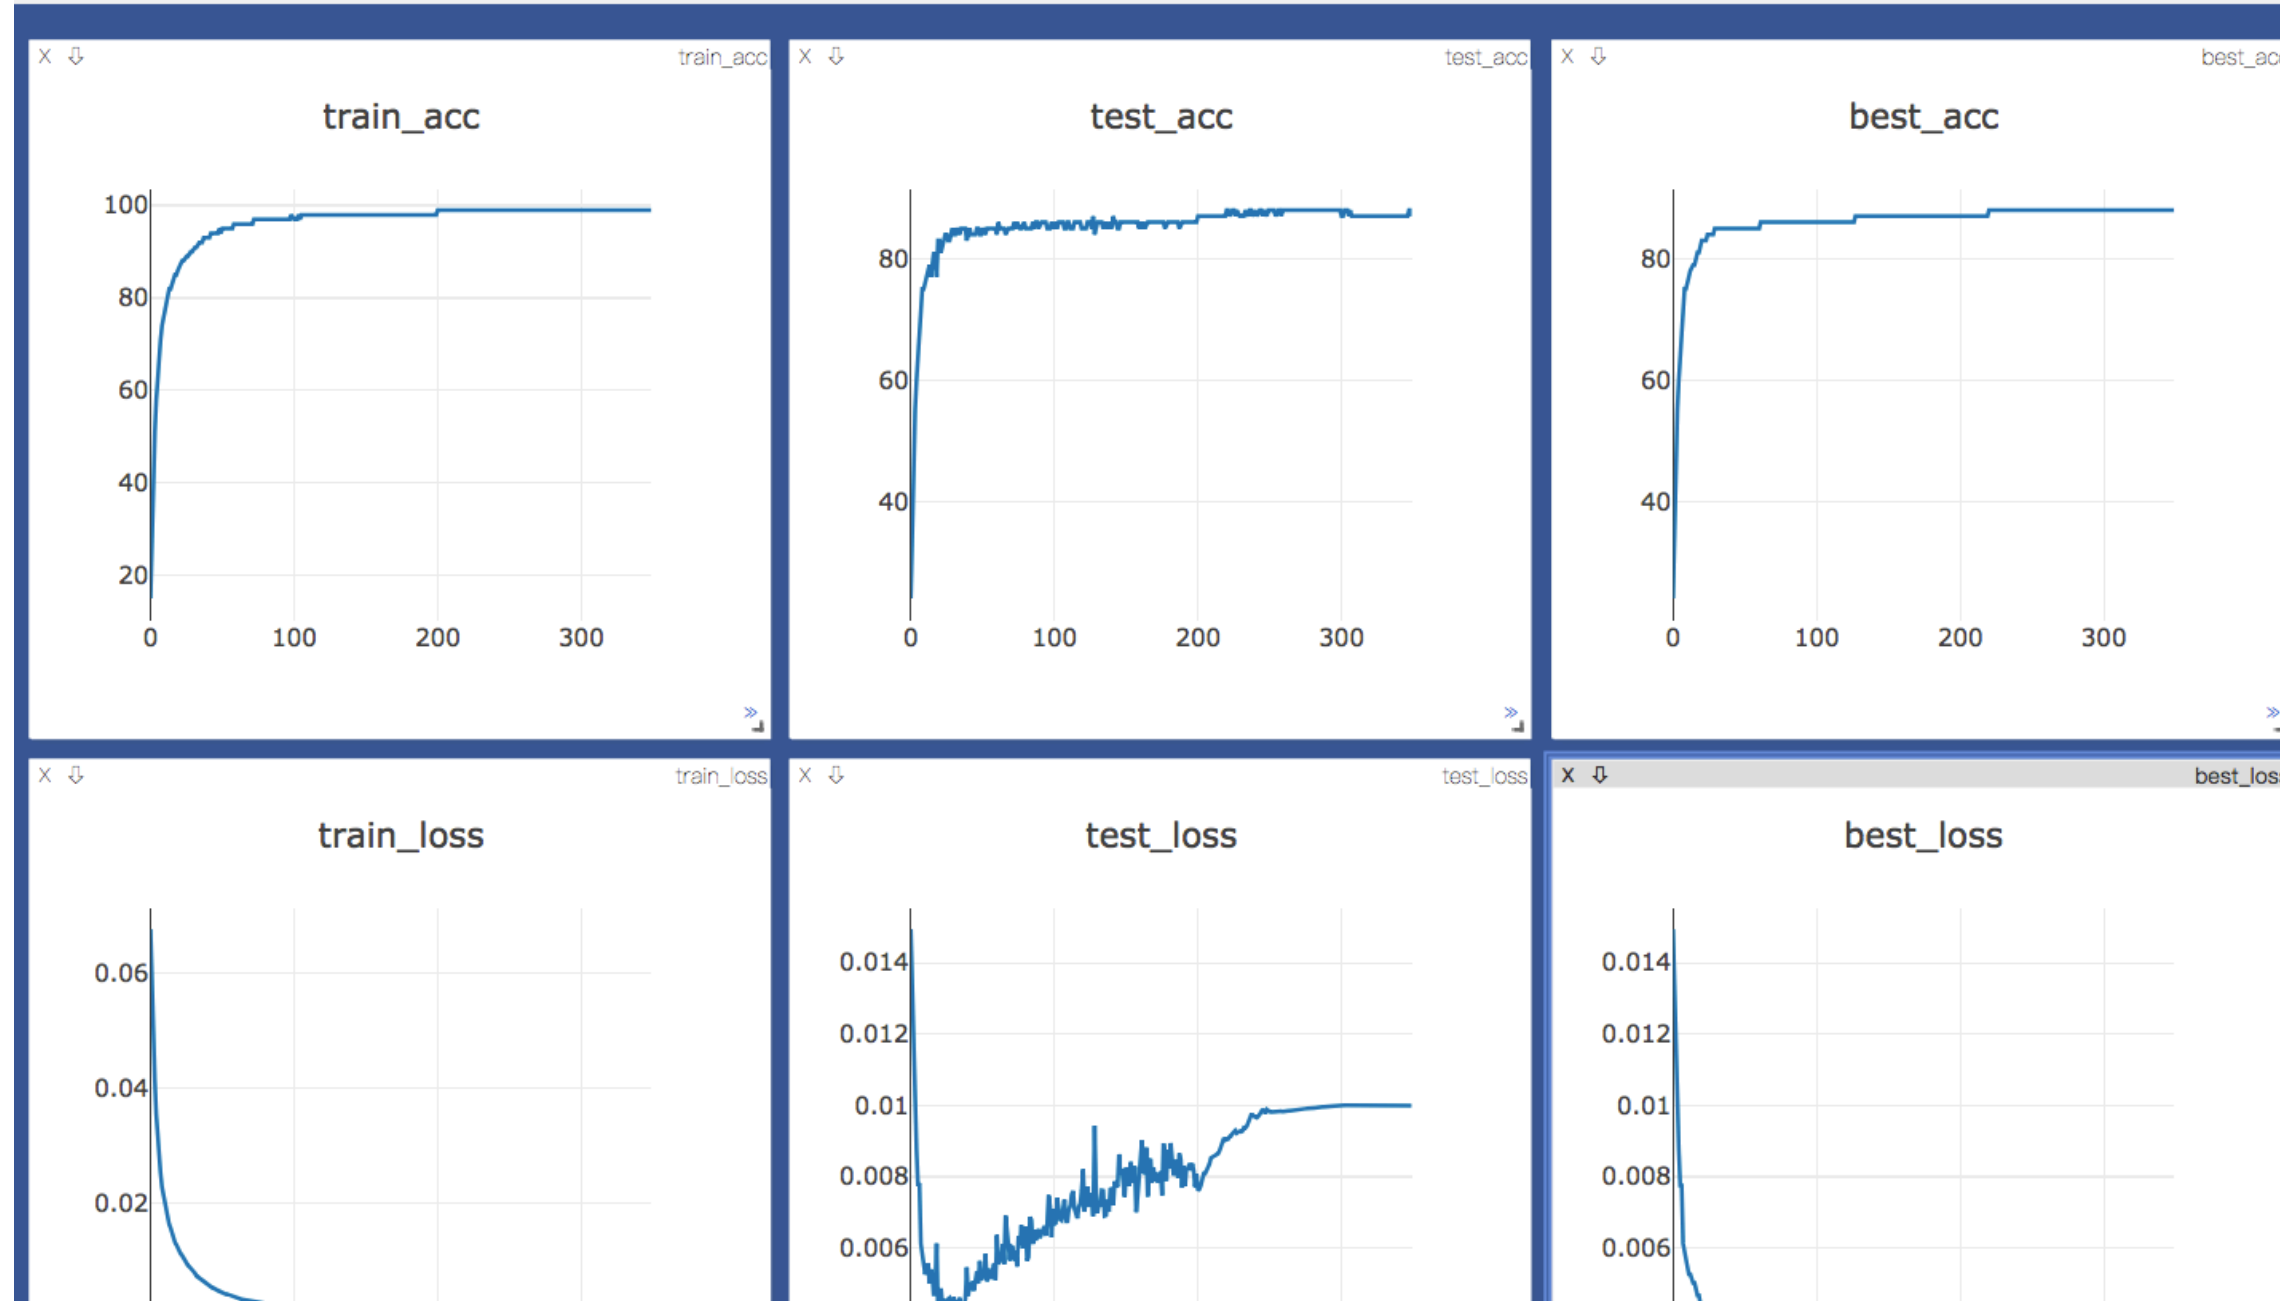 X ⇩ train_acc
train_acc
100
80
60
40
20
0 100 200 300
X ⇩ test_acc
test_acc
80
60
40
0 100 200 300
X ⇩ best_acc
best_acc
80
60
40
0 100 200 300
X ⇩ train_loss
train_loss
0.06
0.04
0.02
X ⇩ test_loss
test_loss
0.014
0.012
0.01
0.008
0.006
X ⇩ best_loss
best_loss
0.014
0.012
0.01
0.008
0.006